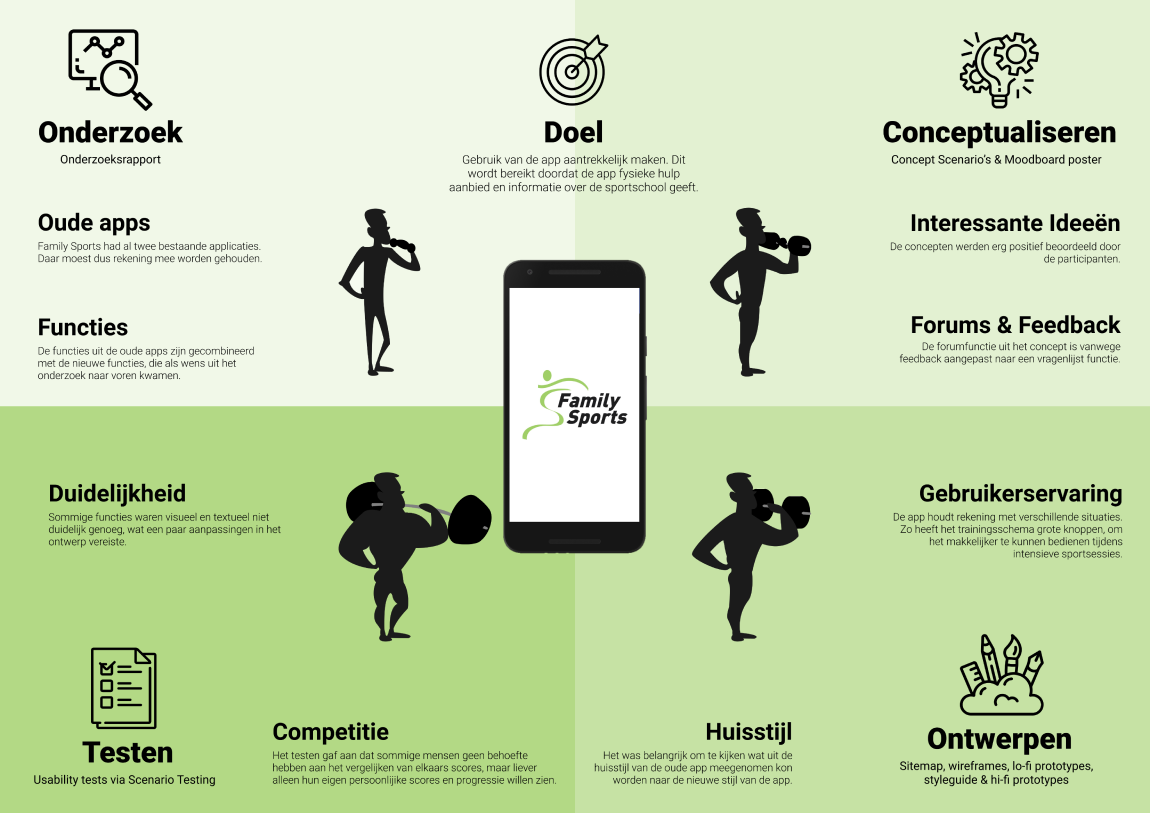 Onderzoek
Onderzoeksrapport
Oude apps
Family Sports had al twee bestaande applicaties.
Daar moest dus rekening mee worden gehouden.
Functies
De functies uit de oude apps zijn gecombineerd
met de nieuwe functies, die als wens uit het
onderzoek naar voren kwamen.
Doel
Gebruik van de app aantrekkelijk maken. Dit
wordt bereikt doordat de app fysieke hulp
aanbied en informatie over de sportschool geeft.
Conceptualiseren
Concept Scenario's & Moodboard poster
Interessante Ideeën
De concepten werden erg positief beoordeeld door
de participanten.
Forums & Feedback
De forumfunctie uit het concept is vanwege
feedback aangepast naar een vragenlijst functie.
Family
Sports
Duidelijkheid
Sommige functies waren visueel en textueel niet
duidelijk genoeg, wat een paar aanpassingen in het
ontwerp vereiste.
Testen
Usability tests via Scenario Testing
Competitie
Het testen gaf aan dat sommige mensen geen behoefte
hebben aan het vergelijken van elkaars scores, maar liever
alleen hun eigen persoonlijke scores en progressie willen zien.
Gebruikerservaring
De app houdt rekening met verschillende situaties.
Zo heeft het trainingsschema grote knoppen, om
het makkelijker te kunnen bedienen tijdens
intensieve sportsessies.
Huisstijl
Het was belangrijk om te kijken wat uit de
huisstijl van de oude app meegenomen kon
worden naar de nieuwe stijl van de app.
Ontwerpen
Sitemap, wireframes, lo-fi prototypes,
styleguide & hi-fi prototypes